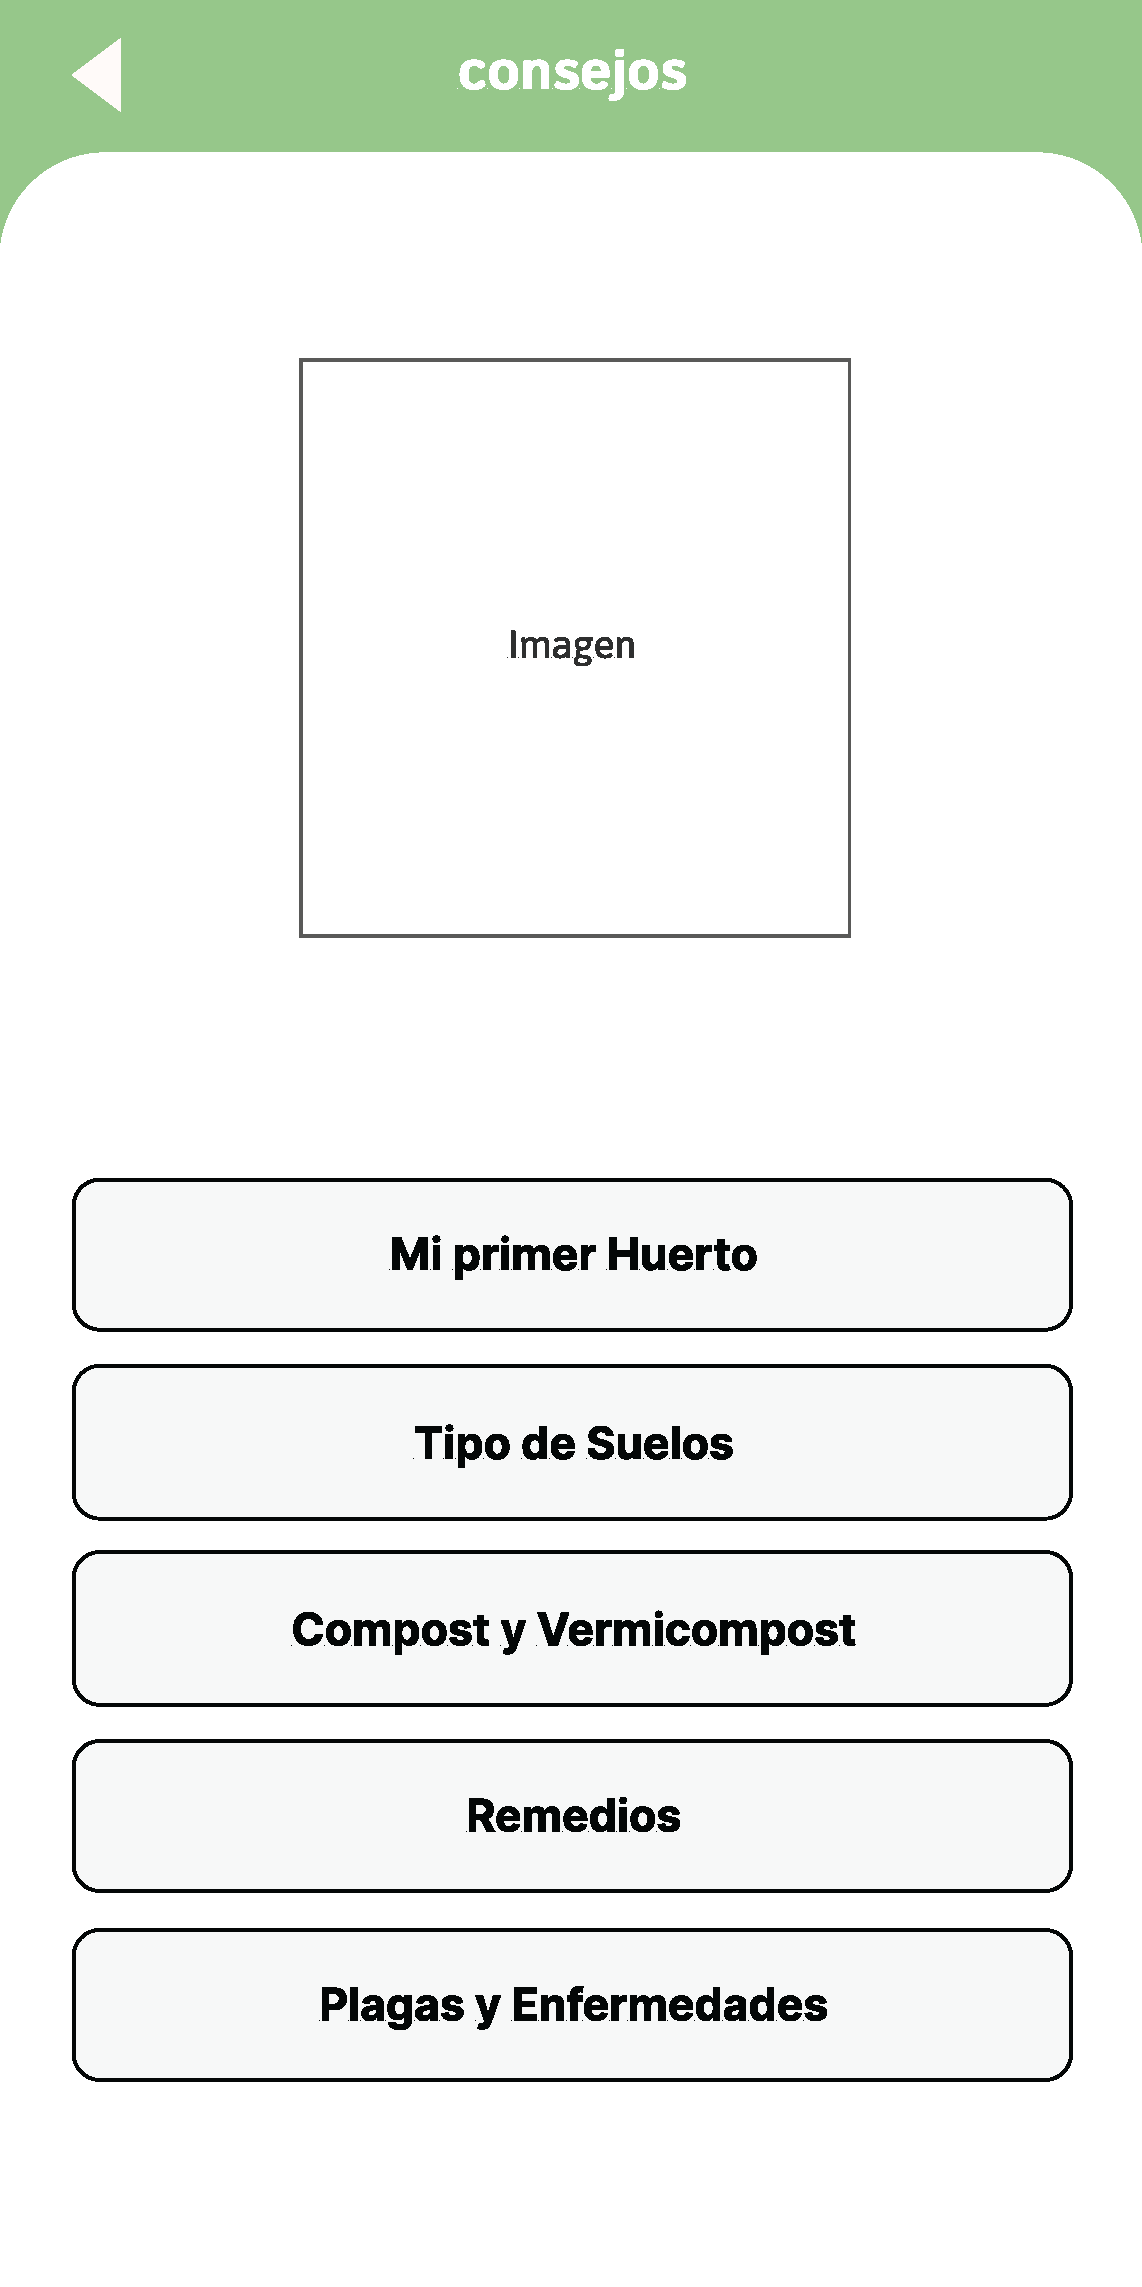 consejos
Imagen
Mi primer Huerto
Tipo de Suelos
Compost y Vermicompost
Remedios
Plagas y Enfermedades